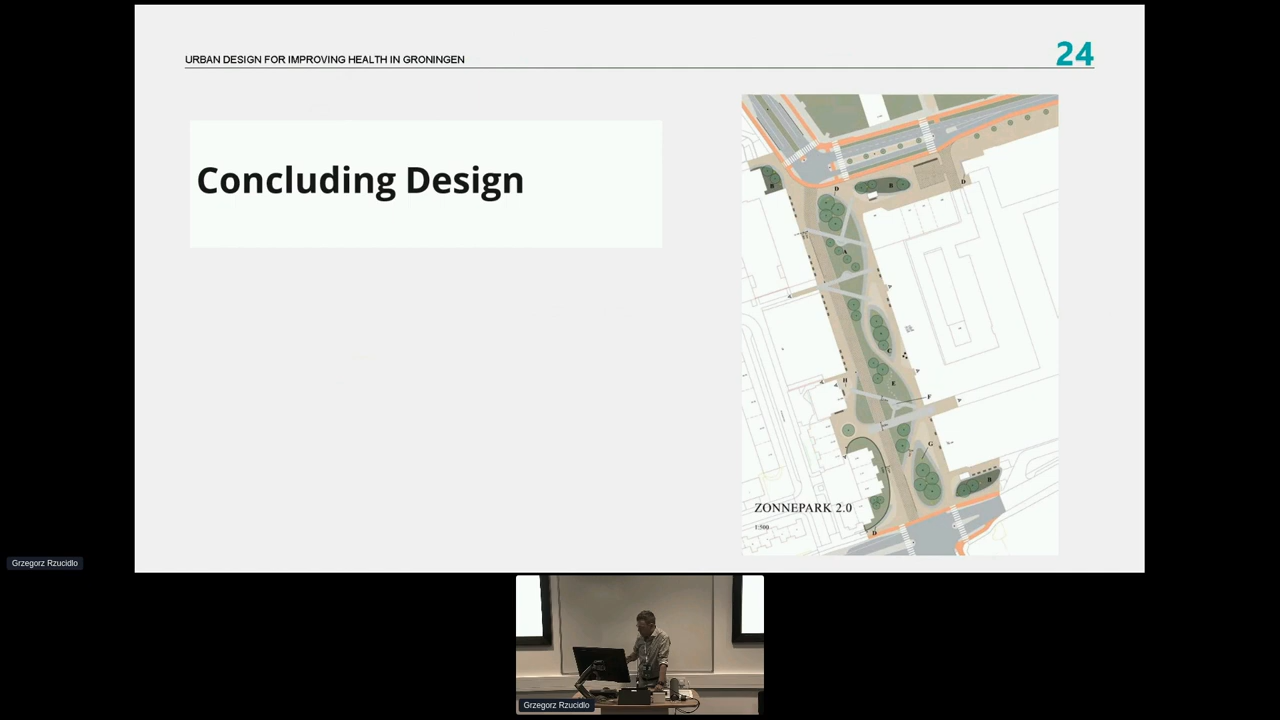 URBAN DESIGN FOR IMPROVING HEALTH IN GRONINGEN
24
Concluding Design
B
D
B
D
A
C
H
E
F
G
B
D
ZONNEPARK 2.0
1:500
Grzegorz Rzucidlo
Grzegorz Rzucidlo